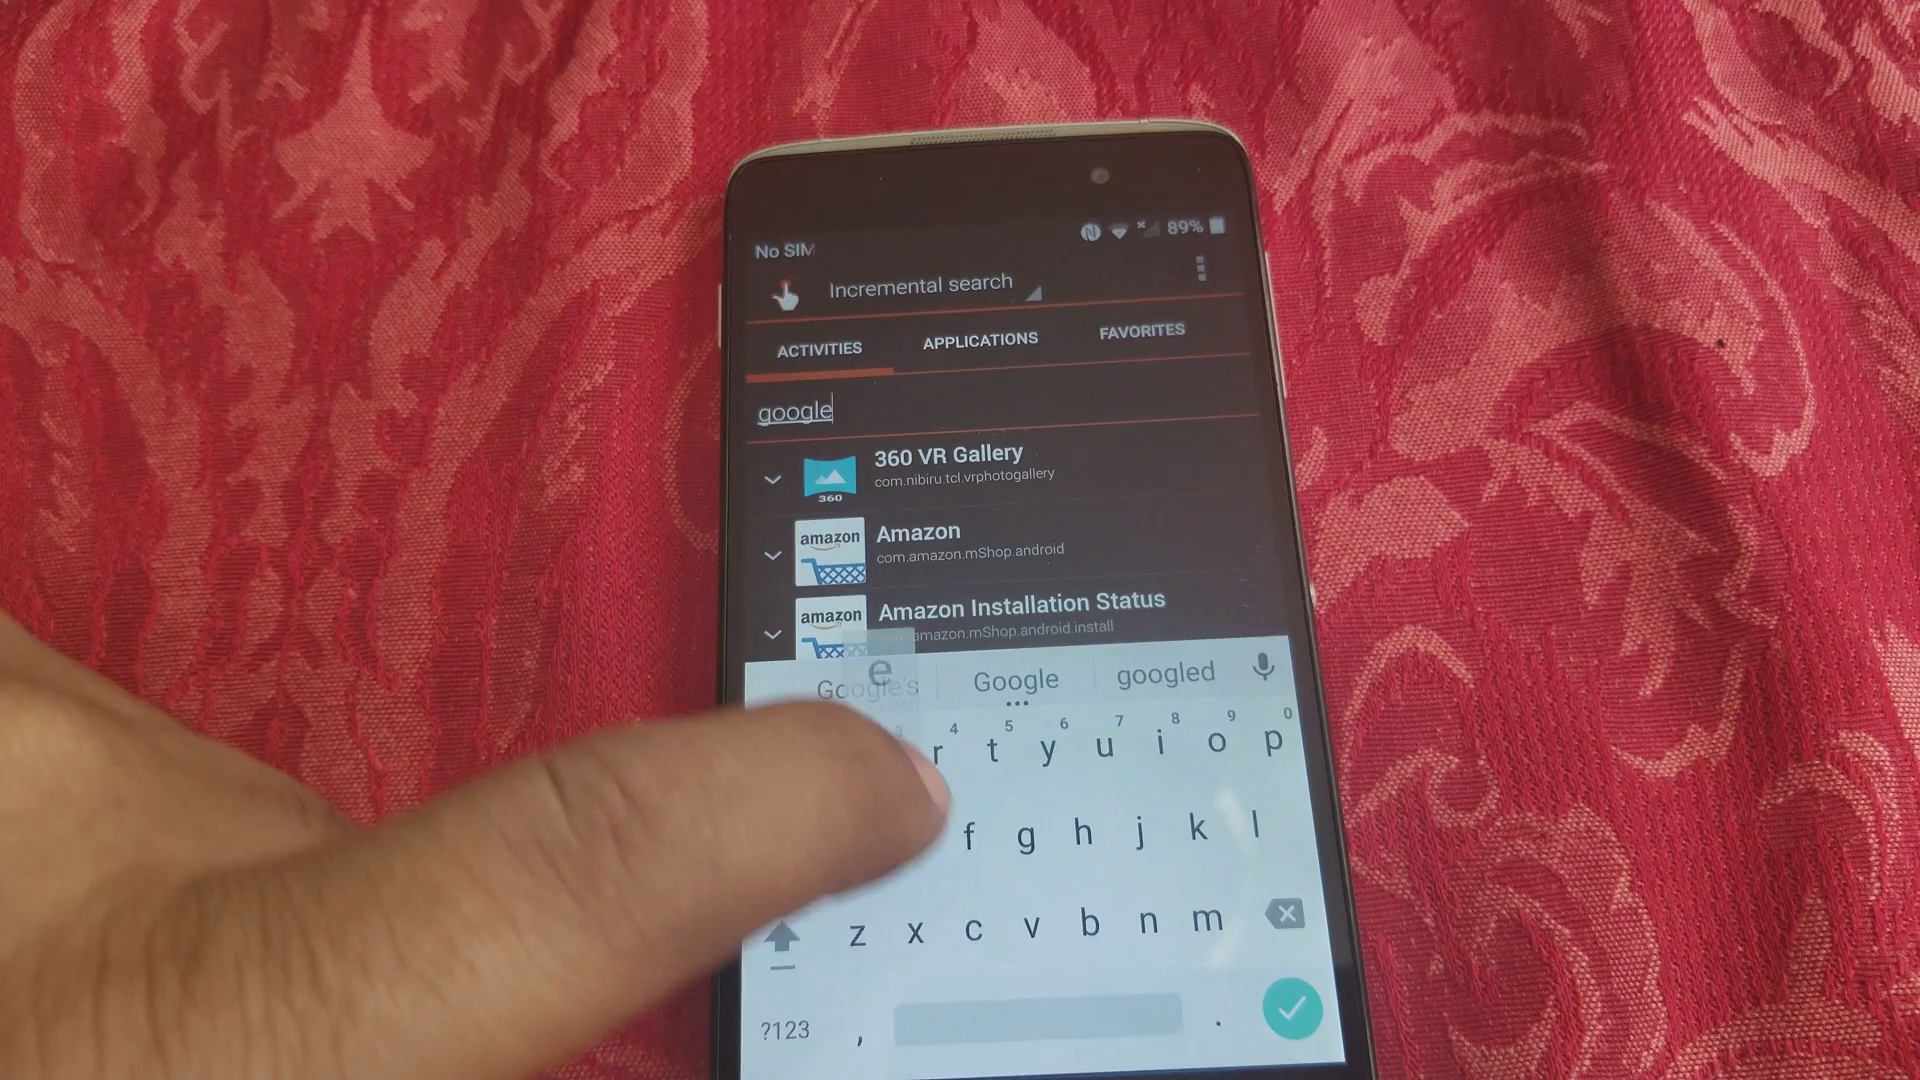 No SIM
89%
Incremental search
ACTIVITIES APPLICATIONS FAVORITES
google
360 VR Gallery
com.nibiru.tcl.vrphotogallery
360
amazon
Amazon
com.amazon.mShop.android
amazon
Amazon Installation Status
amazon.mShop.android.install
e
Google's Google googled
3 4 5 6 7 8 9 0
r t y u i o p
f g h j k l
z x c v b n m
?123 , .